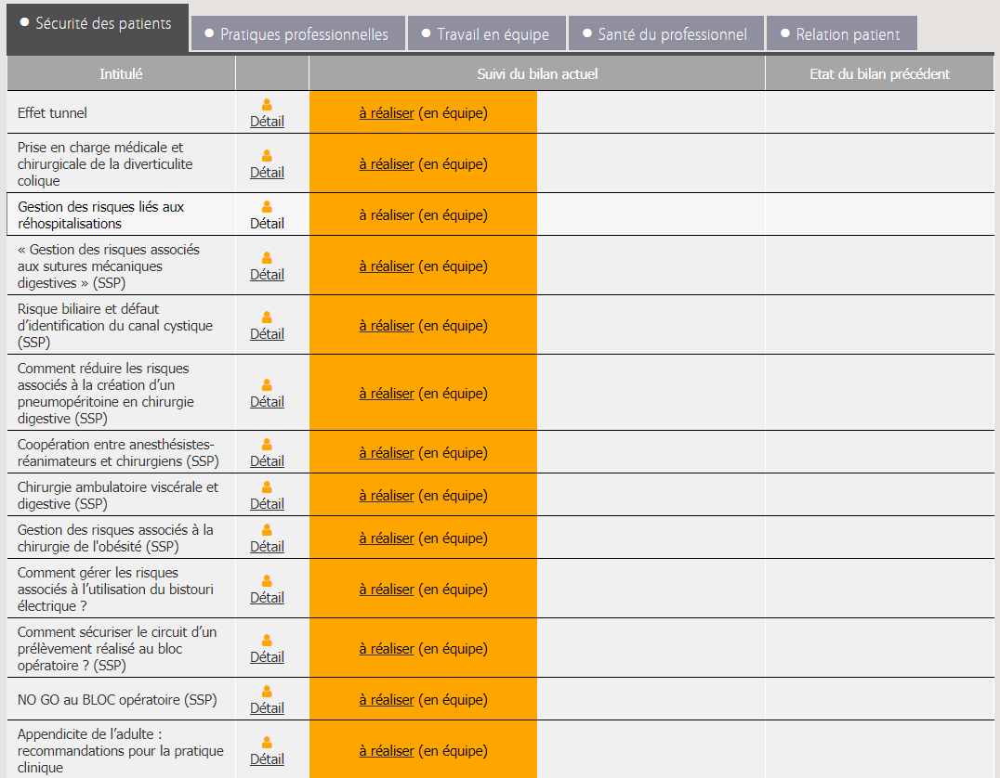 Sécurité des patients
Pratiques professionnelles
Travail en équipe
Santé du professionnel
Relation patient
Intitulé
Suivi du bilan actuel
Etat du bilan précédent
Effet tunnel
Détail
à réaliser (en équipe)
Prise en charge médicale et
chirurgicale de la diverticulite
colique
Détail
à réaliser (en équipe)
Gestion des risques liés aux
réhospitalisations
Détail
à réaliser (en équipe)
« Gestion des risques associés
aux sutures mécaniques
digestives » (SSP)
Détail
à réaliser (en équipe)
Risque biliaire et défaut
d’identification du canal cystique
(SSP)
Détail
à réaliser (en équipe)
Comment réduire les risques
associés à la création d’un
pneumopéritoine en chirurgie
digestive (SSP)
Détail
à réaliser (en équipe)
Coopération entre anesthésistes-
réanimateurs et chirurgiens (SSP)
Détail
à réaliser (en équipe)
Chirurgie ambulatoire viscérale et
digestive (SSP)
Détail
à réaliser (en équipe)
Gestion des risques associés à la
chirurgie de l'obésité (SSP)
Détail
à réaliser (en équipe)
Comment gérer les risques
associés à l’utilisation du bistouri
électrique ?
Détail
à réaliser (en équipe)
Comment sécuriser le circuit d’un
prélèvement réalisé au bloc
opératoire ? (SSP)
Détail
à réaliser (en équipe)
NO GO au BLOC opératoire (SSP)
Détail
à réaliser (en équipe)
Appendicite de l’adulte :
recommandations pour la pratique
clinique
Détail
à réaliser (en équipe)